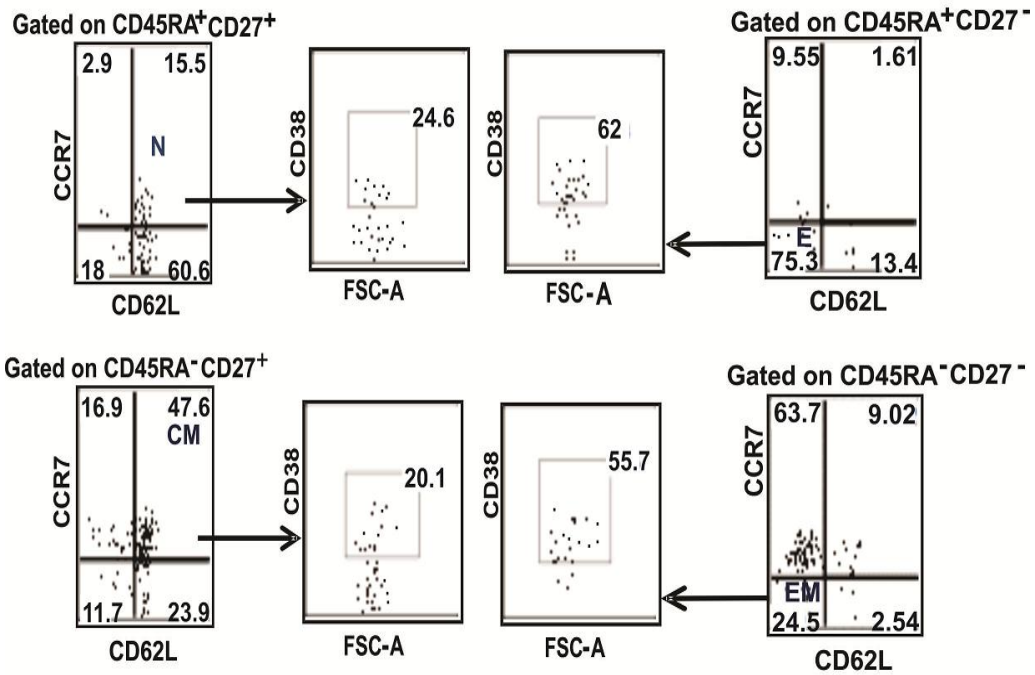 Gated on CD45RA+CD27+
Gated on CD45RA+CD27-
2.9 15.5
CCR7
N
18 60.6
CD62L
CD38
24.6
FSC-A
CD38
62
FSC-A
9.55 1.61
CCR7
E
75.3 13.4
CD62L
Gated on CD45RA-CD27+
Gated on CD45RA-CD27-
16.9 47.6
CM
CCR7
11.7 23.9
CD62L
CD38
20.1
FSC-A
CD38
55.7
FSC-A
63.7 9.02
CCR7
EM
24.5 2.54
CD62L